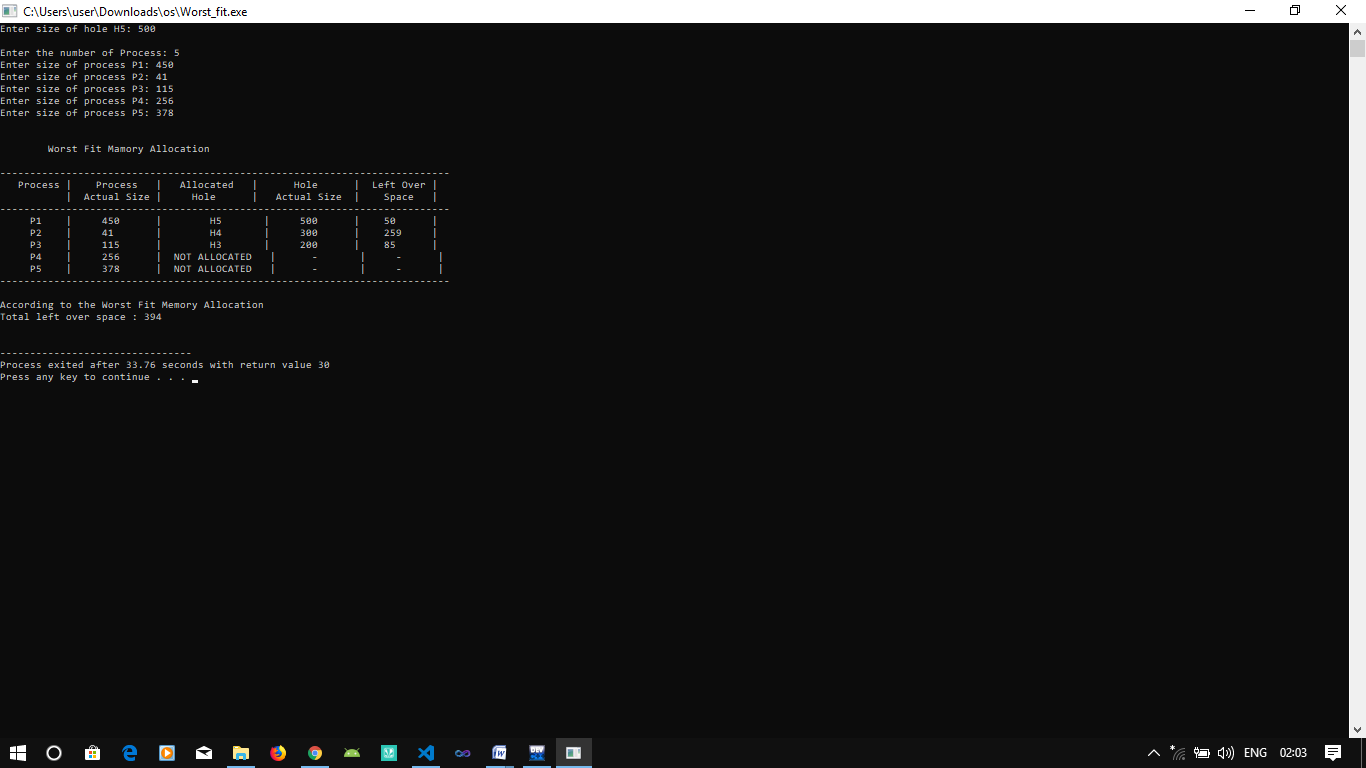 C:\Users\user\Downloads\os\Worst_fit.exe
Enter size of hole H5: 500
Enter the number of Process: 5
Enter size of process P1: 450
Enter size of process P2: 41
Enter size of process P3: 115
Enter size of process P4: 256
Enter size of process P5: 378
Worst Fit Mamory Allocation
---------------------------------------------------------------------------
Process | Process | Allocated | Hole | Left Over |
| Actual Size | Hole | Actual Size | Space |
---------------------------------------------------------------------------
P1 | 450 | H5 | 500 | 50 |
P2 | 41 | H4 | 300 | 259 |
P3 | 115 | H3 | 200 | 85 |
P4 | 256 | NOT ALLOCATED | - | - |
P5 | 378 | NOT ALLOCATED | - | - |
---------------------------------------------------------------------------
According to the Worst Fit Memory Allocation
Total left over space : 394
--------------------------------
Process exited after 33.76 seconds with return value 30
Press any key to continue . . .
ENG 02:03